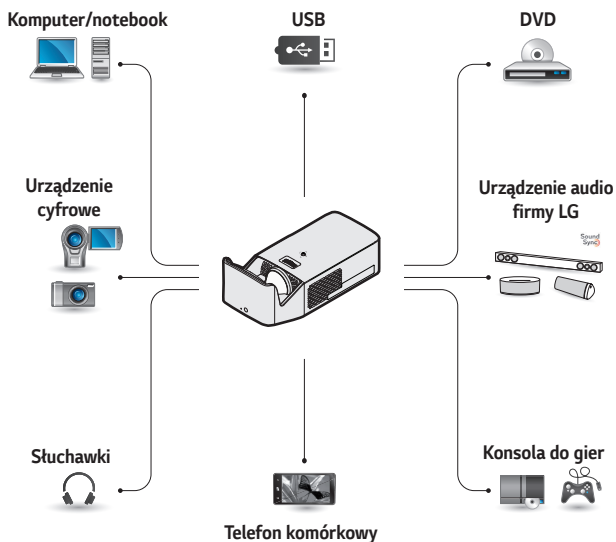 Komputer/notebook
USB
DVD
Urządzenie
cyfrowe
Urządzenie audio
firmy LG
Sound
Sync
Słuchawki
Konsola do gier
Telefon komórkowy